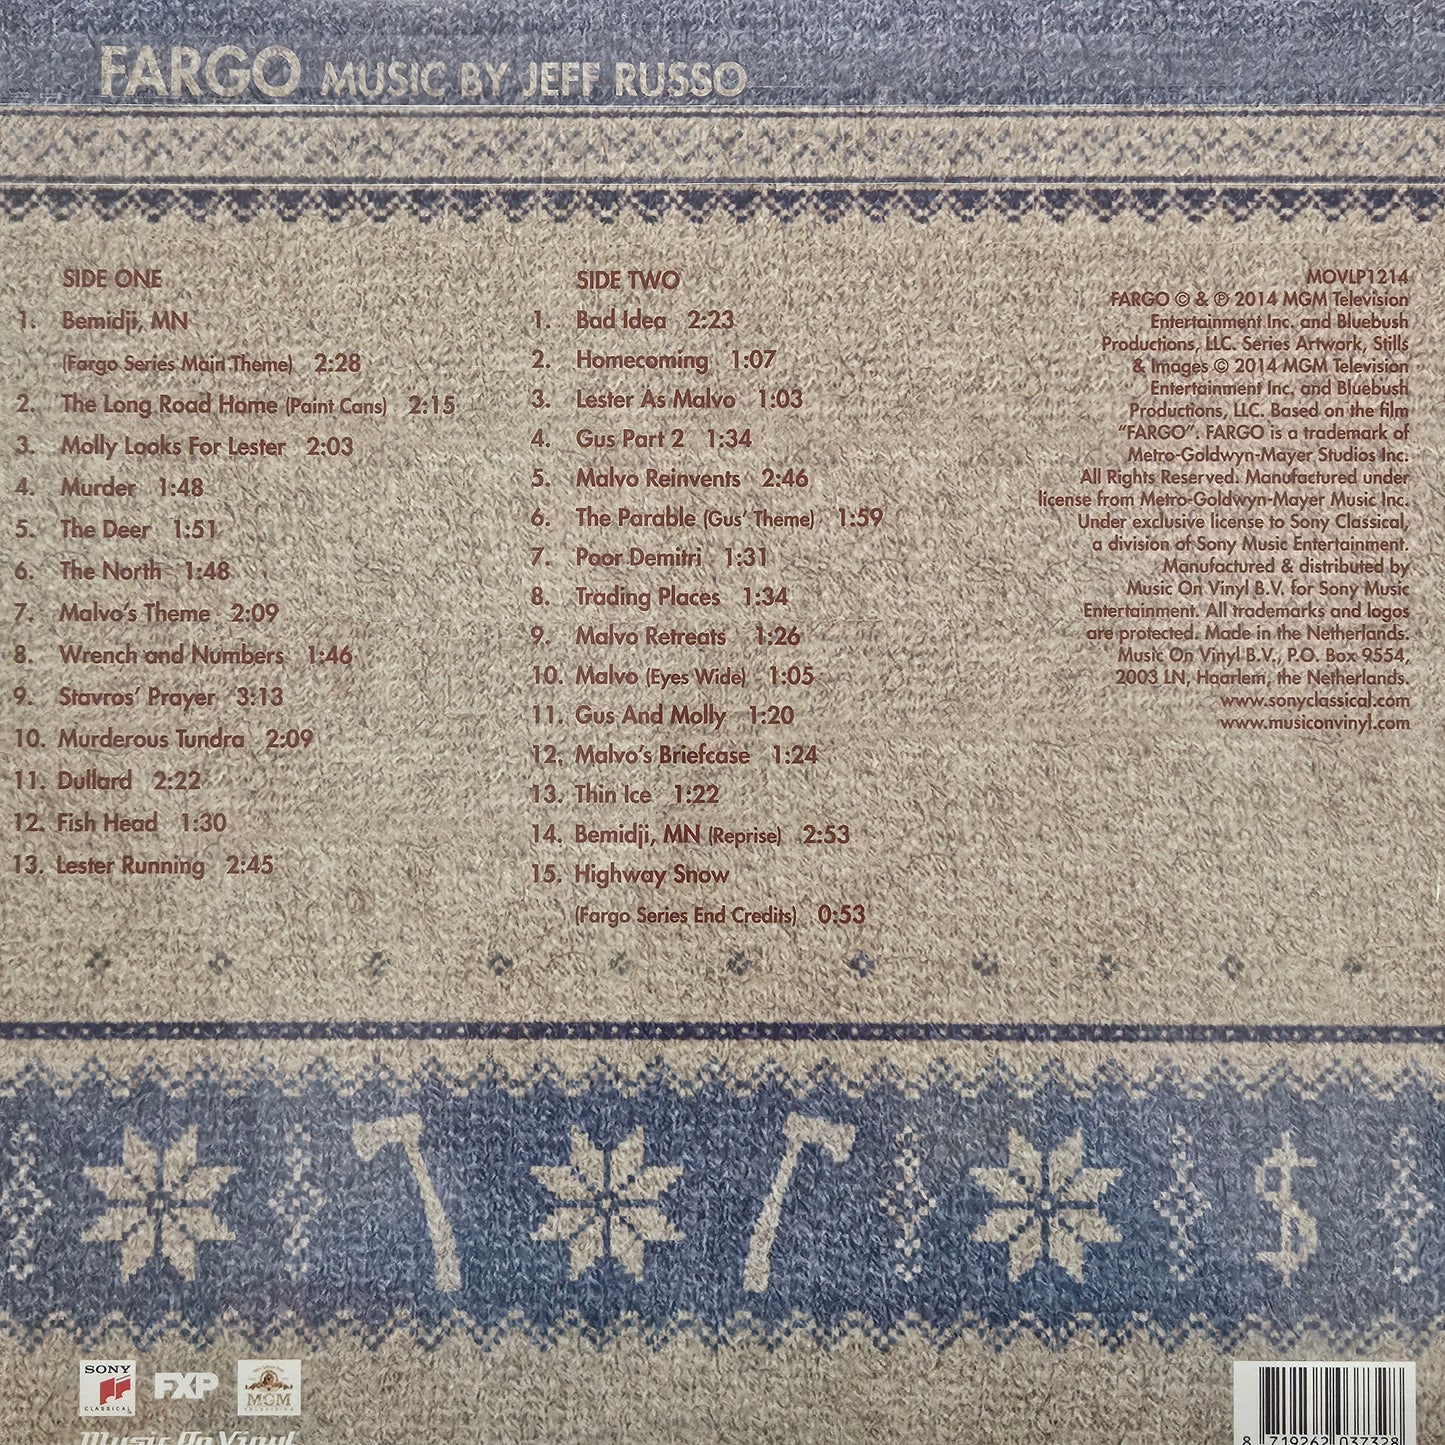 FARGO MUSIC BY JEFF RUSSO
SIDE ONE
1. Bemidji, MN
(Fargo Series Main Theme) 2:28
2. The Long Road Home (Paint Cans) 2:15
3. Molly Looks For Lester 2:03
4. Murder 1:48
5. The Deer 1:51
6. The North 1:48
7. Malvo's Theme 2:09
8. Wrench and Numbers 1:46
9. Stavros' Prayer 3:13
10. Murderous Tundra 2:09
11. Dullard 2:22
12. Fish Head 1:30
13. Lester Running 2:45
SIDE TWO
1. Bad Idea 2:23
2. Homecoming 1:07
3. Lester As Malvo 1:03
4. Gus Part 2 1:34
5. Malvo Reinvents 2:46
6. The Parable (Gus' Theme) 1:59
7. Poor Demitri 1:31
8. Trading Places 1:34
9. Malvo Retreats 1:26
10. Malvo (Eyes Wide) 1:05
11. Gus And Molly 1:20
12. Malvo's Briefcase 1:24
13. Thin Ice 1:22
14. Bemidji, MN (Reprise) 2:53
15. Highway Snow
(Fargo Series End Credits) 0:53
MOVLP1214
FARGO © & ℗ 2014 MGM Television
Entertainment Inc. and Bluebush
Productions, LLC. Series Artwork, Stills
& Images © 2014 MGM Television
Entertainment Inc. and Bluebush
Productions, LLC. Based on the film
"FARGO". FARGO is a trademark of
Metro-Goldwyn-Mayer Studios Inc.
All Rights Reserved. Manufactured under
license from Metro-Goldwyn-Mayer Music Inc.
Under exclusive license to Sony Classical,
a division of Sony Music Entertainment.
Manufactured & distributed by
Music On Vinyl B.V. for Sony Music
Entertainment. All trademarks and logos
are protected. Made in the Netherlands.
Music On Vinyl B.V., P.O. Box 9554,
2003 LN, Haarlem, the Netherlands.
www.sonyclassical.com
www.musiconvinyl.com
$
SONY
CLASSICAL
FXP
MGM
TELEVISION
Music On Vinyl
8 719262 037328